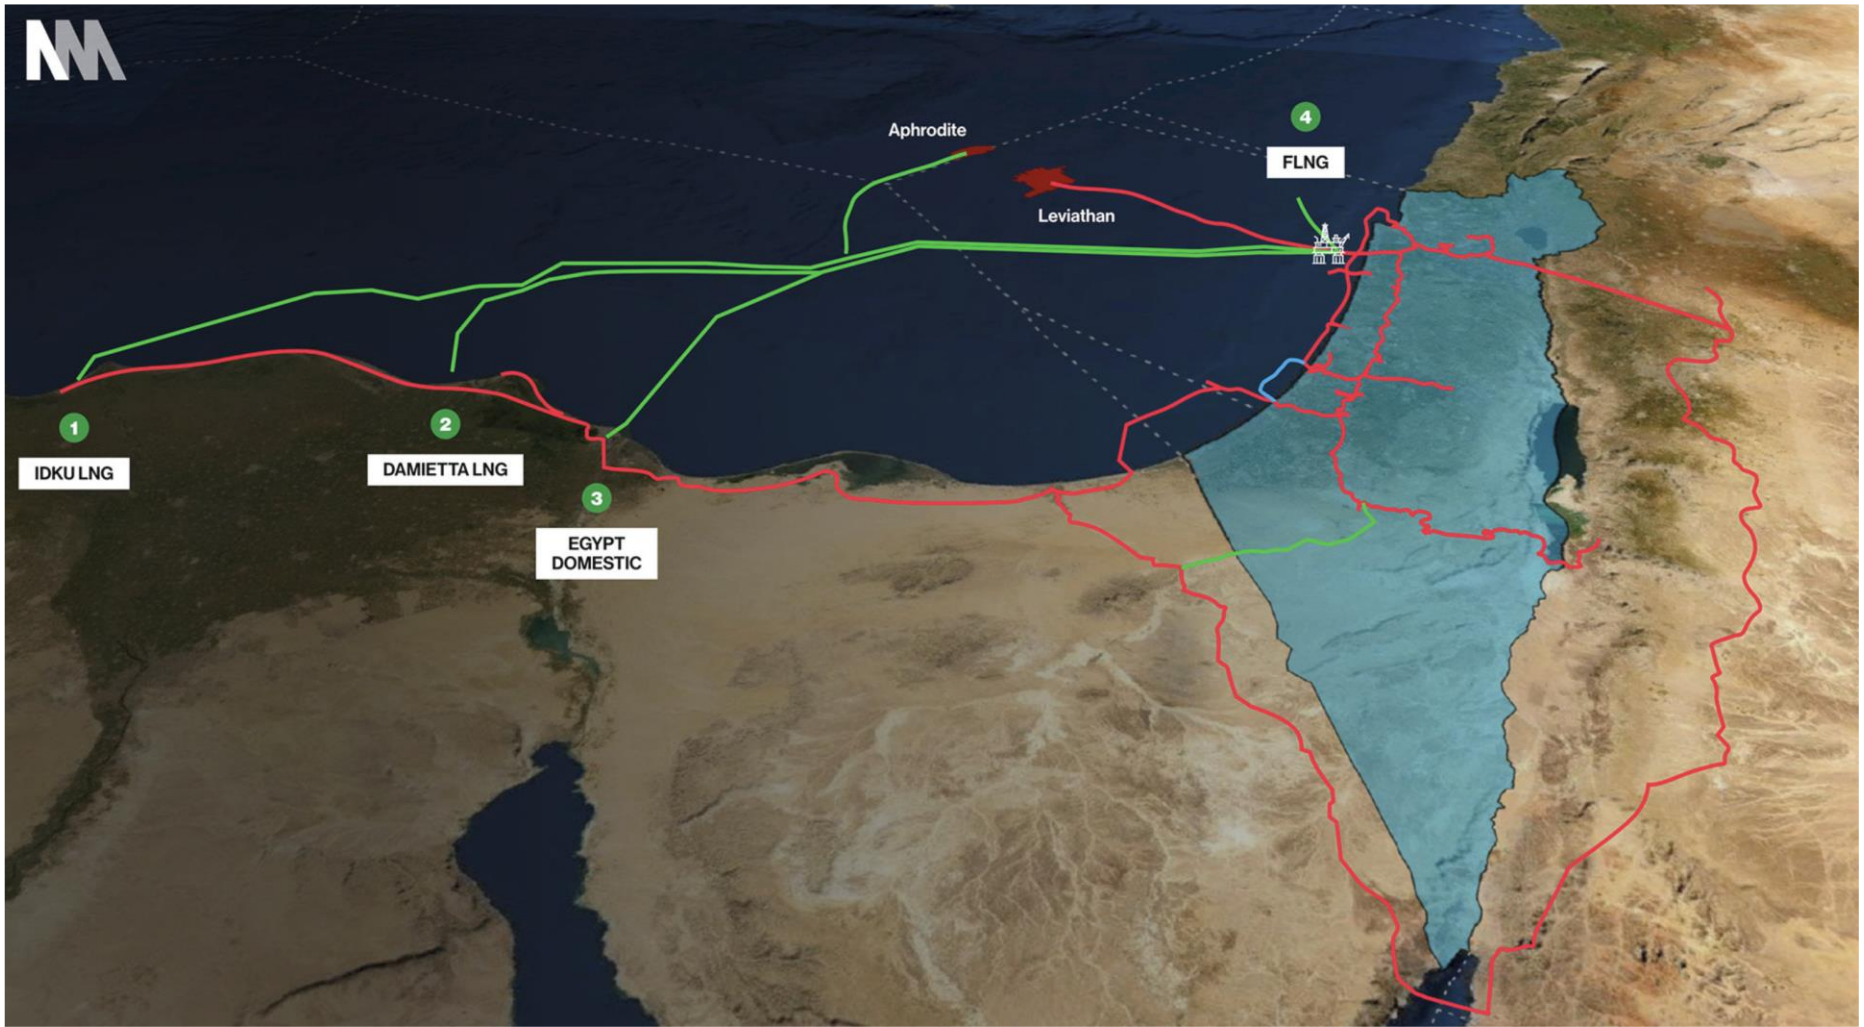 NM
Aphrodite
4
FLNG
Leviathan
1
IDKU LNG
2
DAMIETTA LNG
3
EGYPT
DOMESTIC